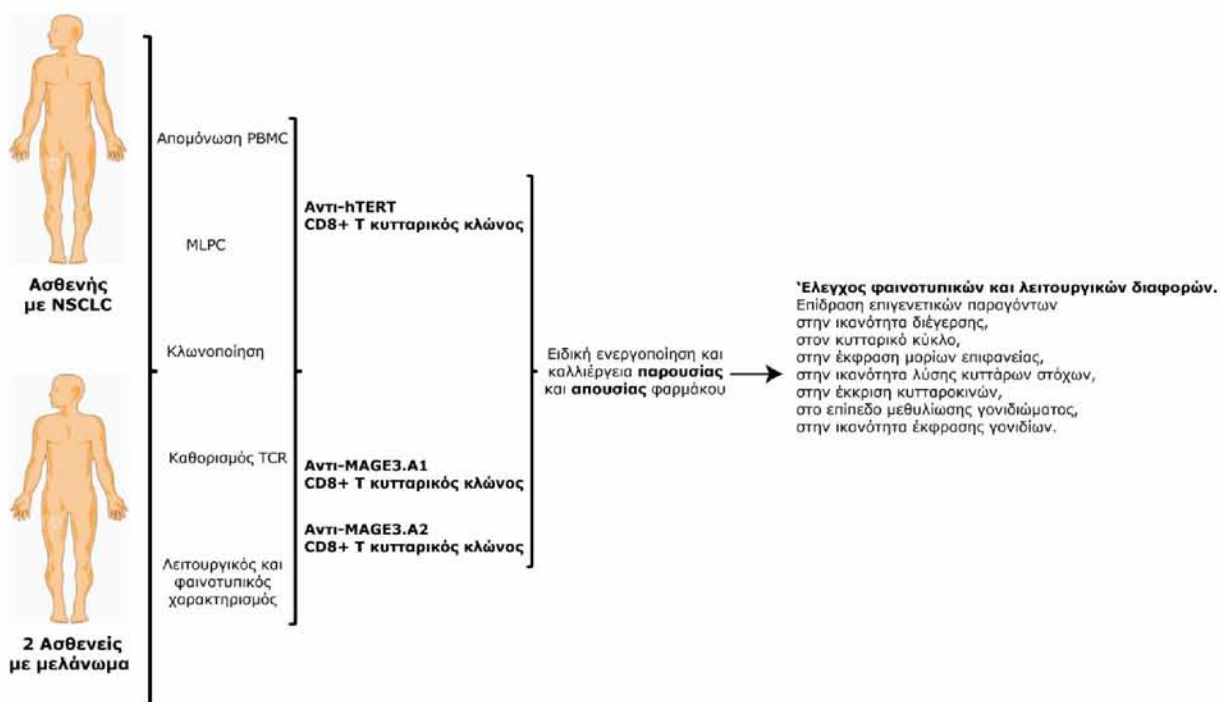 Ασθενής
με NSCLC
2 Ασθενείς
με μελάνωμα
Απομόνωση PBMC
MLPC
Κλωνοποίηση
Καθορισμός TCR
Λειτουργικός και
φαινοτυπικός
χαρακτηρισμός
Αντι-hTERT
CD8+ Τ κυτταρικός κλώνος
Αντι-MAGE3.A1
CD8+ Τ κυτταρικός κλώνος
Αντι-MAGE3.A2
CD8+ Τ κυτταρικός κλώνος
Ειδική ενεργοποίηση και
καλλιέργεια παρουσίας
και απουσίας φαρμάκου
'Ελεγχος φαινοτυπικών και λειτουργικών διαφορών.
Επίδραση επιγενετικών παραγόντων
στην ικανότητα διέγερσης,
στον κυτταρικό κύκλο,
στην έκφραση μορίων επιφανείας,
στην ικανότητα λύσης κυττάρων στόχων,
στην έκκριση κυτταροκινών,
στο επίπεδο μεθυλίωσης γονιδιώματος,
στην ικανότητα έκφρασης γονιδίων.